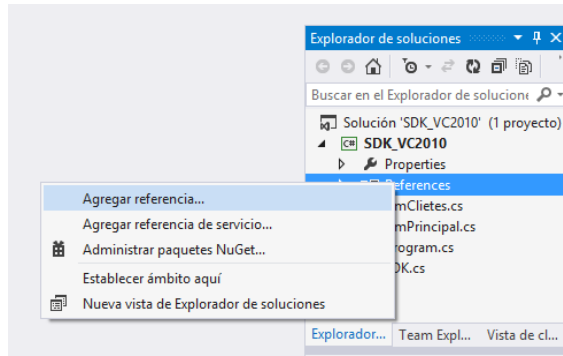 Explorador de soluciones
Buscar en el Explorador de
Solución 'SDK_VC2010' (1 proyecto)
C# SDK_VC2010
Properties
References
Agregar referencia...
Agregar referencia de servicio...
Administrar paquetes NuGet...
Establecer ámbito aquí
Nueva vista de Explorador de soluciones
mClietes.cs
mPrincipal.cs
ogram.cs
DK.cs
Explorador... Team Expl... Vista de cl...